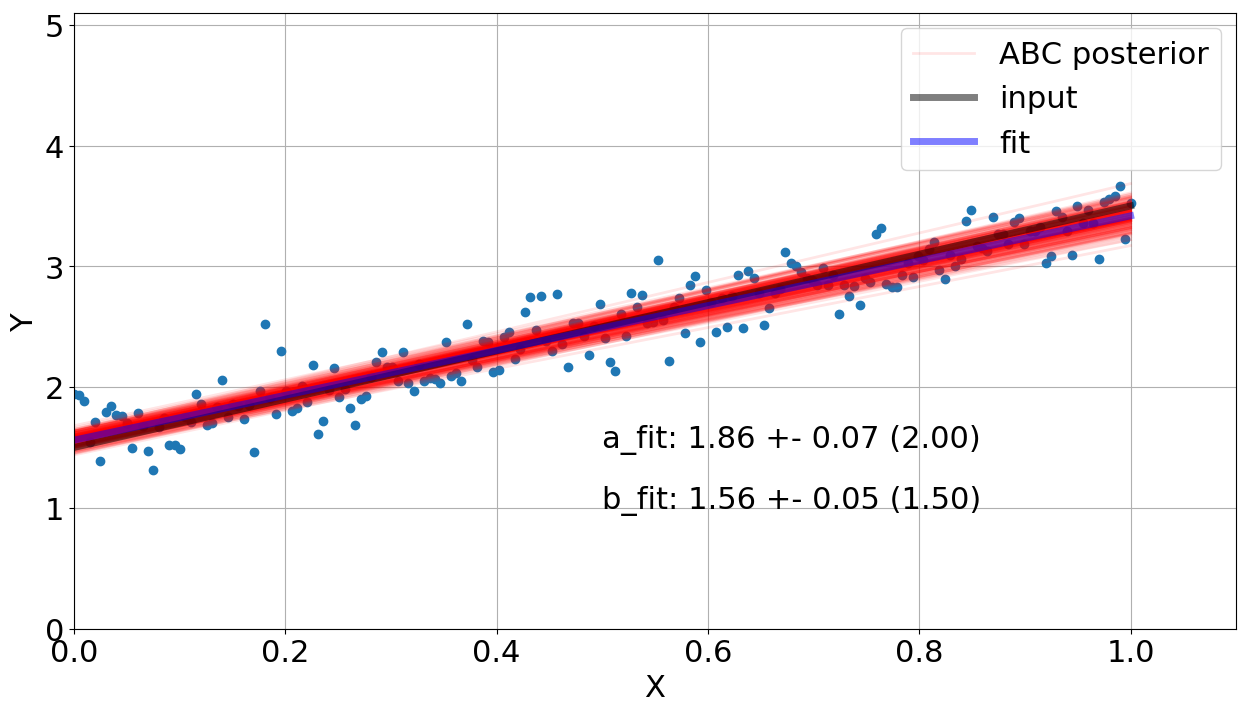 5
ABC posterior
input
4
fit
3
Y
2
a_fit: 1.86 +- 0.07 (2.00)
b_fit: 1.56 +- 0.05 (1.50)
1
0
0.0 0.2 0.4 0.6 0.8 1.0
X